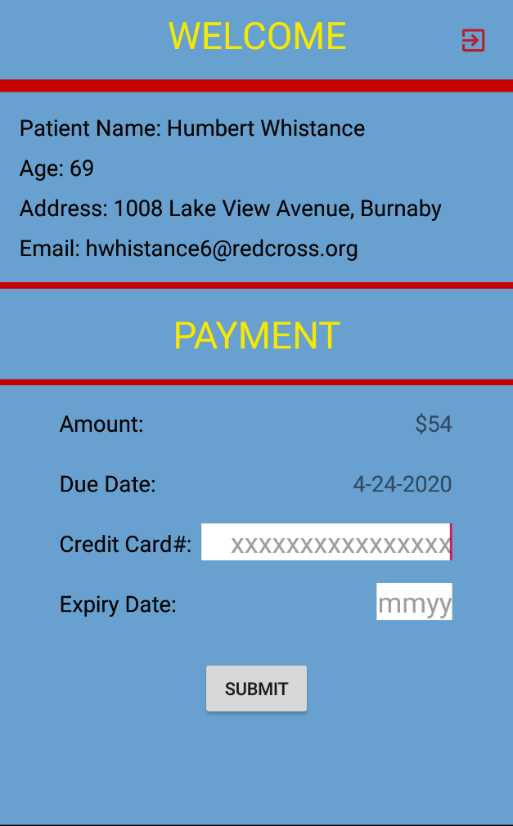 WELCOME
Patient Name: Humbert Whistance
Age: 69
Address: 1008 Lake View Avenue, Burnaby
Email: hwhistance6@redcross.org
PAYMENT
Amount: $54
Due Date: 4-24-2020
Credit Card#: xxxxxxxxxxxxxxxx
Expiry Date: mmyy
SUBMIT